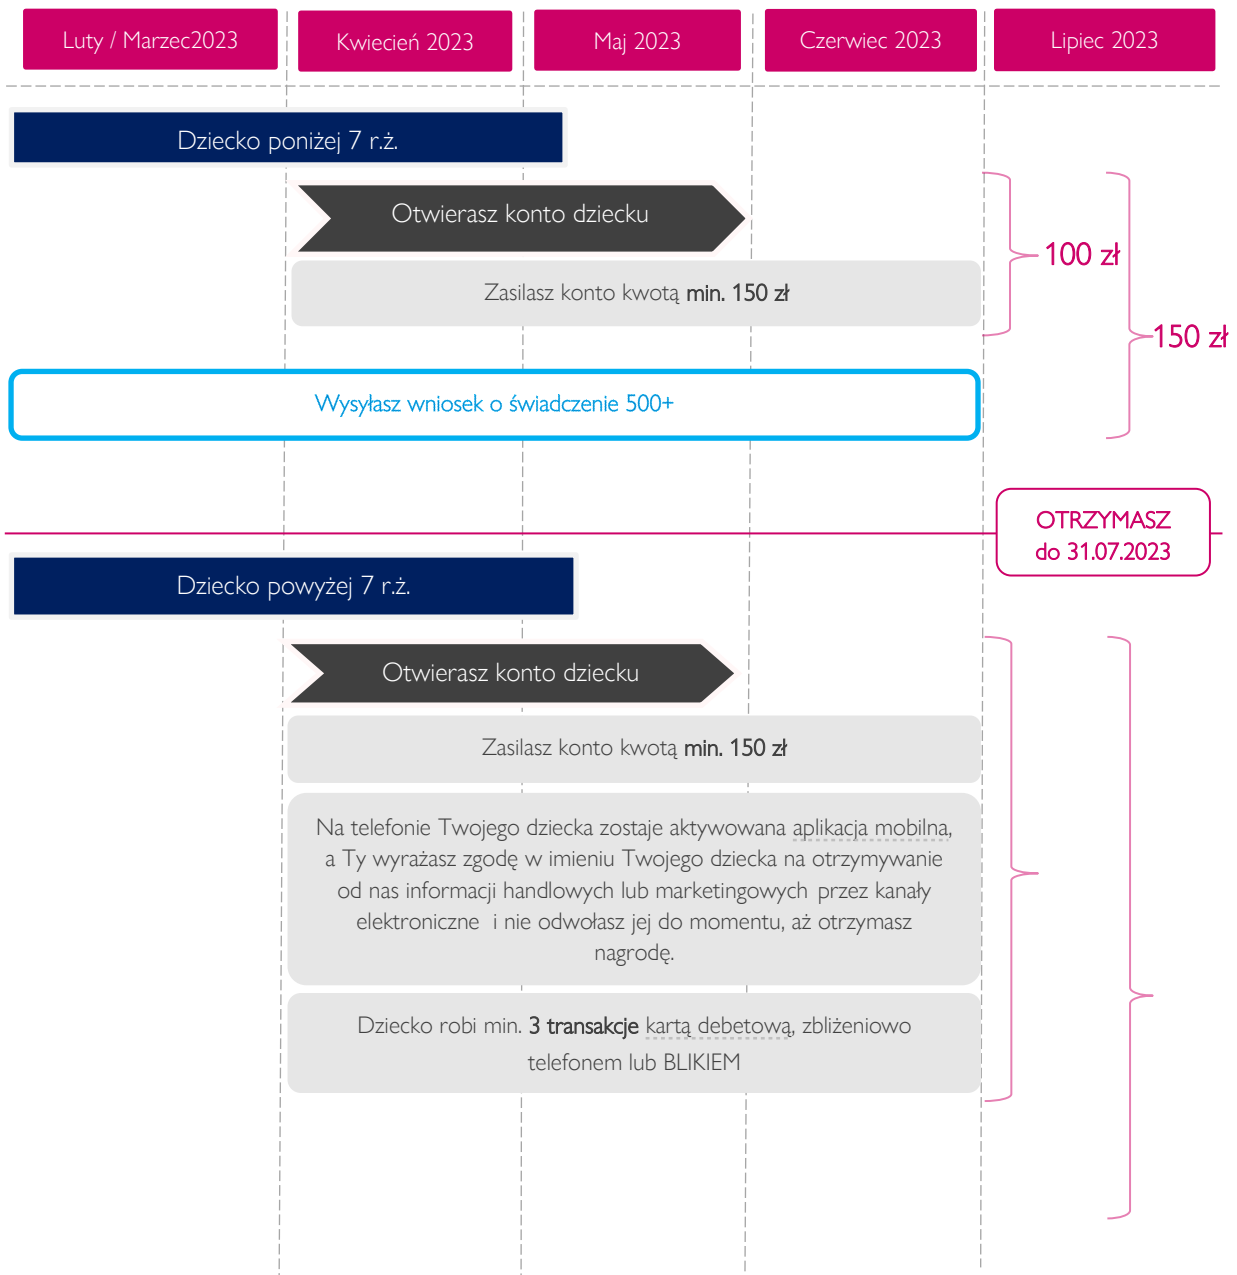 Luty / Marzec2023
Kwiecień 2023
Maj 2023
Czerwiec 2023
Lipiec 2023
Dziecko poniżej 7 r.ż.
Otwierasz konto dziecku
Zasilasz konto kwotą min. 150 zł
100 zł
150 zł
Wysyłasz wniosek o świadczenie 500+
OTRZYMASZ
do 31.07.2023
Dziecko powyżej 7 r.ż.
Otwierasz konto dziecku
Zasilasz konto kwotą min. 150 zł
Na telefonie Twojego dziecka zostaje aktywowana aplikacja mobilna,
a Ty wyrażasz zgodę w imieniu Twojego dziecka na otrzymywanie
od nas informacji handlowych lub marketingowych przez kanały
elektroniczne i nie odwołasz jej do momentu, aż otrzymasz
nagrodę.
Dziecko robi min. 3 transakcje kartą debetową, zbliżeniowo
telefonem lub BLIKIEM